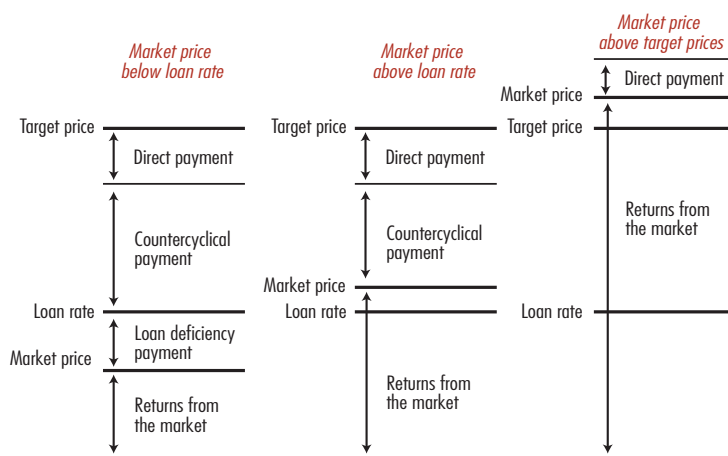 Market price
below loan rate
Target price
Direct payment
Countercyclical
payment
Loan rate
Loan deficiency
payment
Market price
Returns from
the market
Market price
above loan rate
Target price
Direct payment
Countercyclical
payment
Market price
Loan rate
Returns from
the market
Market price
above target prices
Direct payment
Market price
Target price
Returns from
the market
Loan rate